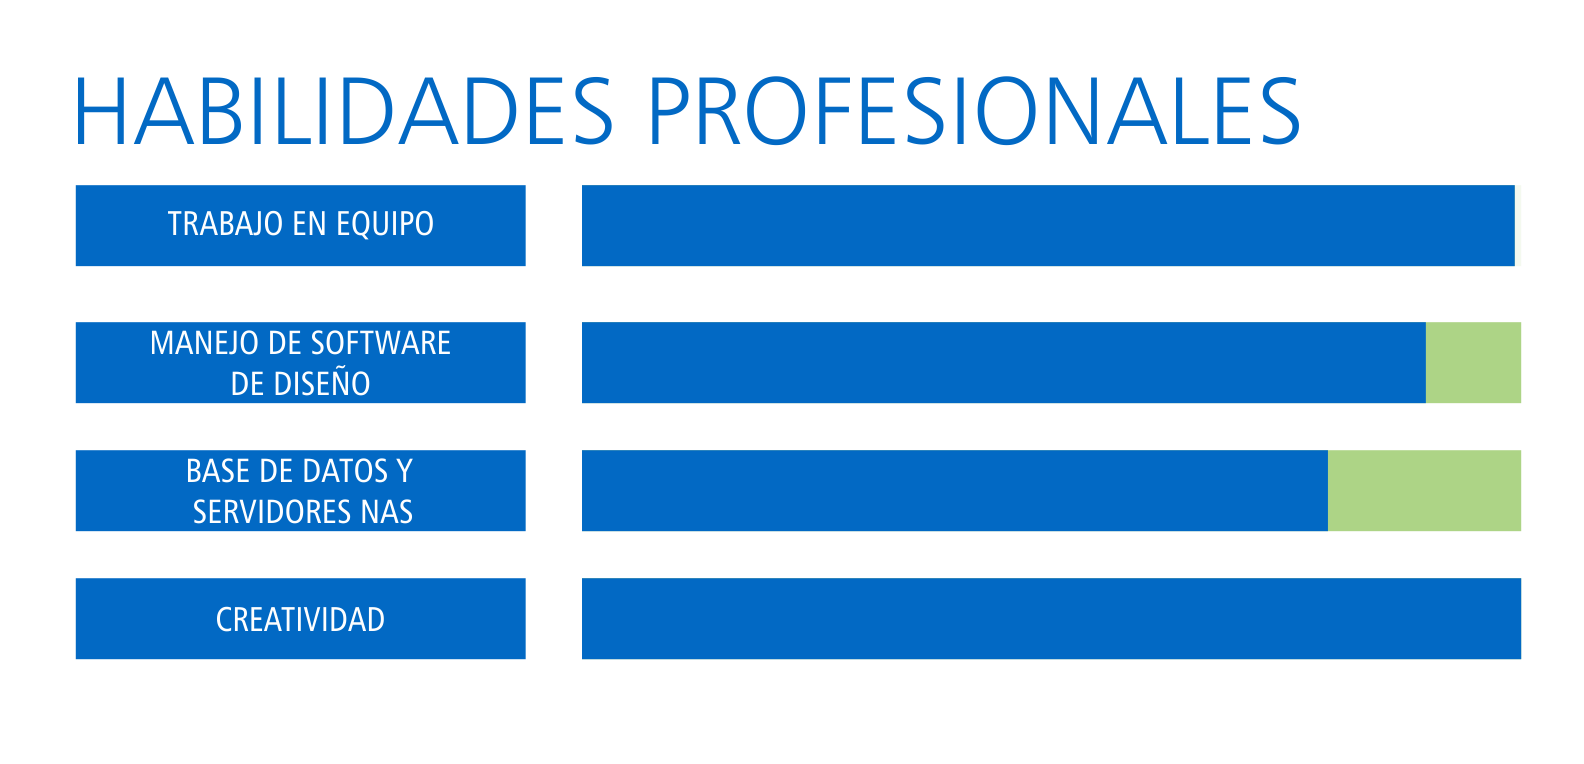 HABILIDADES PROFESIONALES
TRABAJO EN EQUIPO
MANEJO DE SOFTWARE
DE DISEÑO
BASE DE DATOS Y
SERVIDORES NAS
CREATIVIDAD